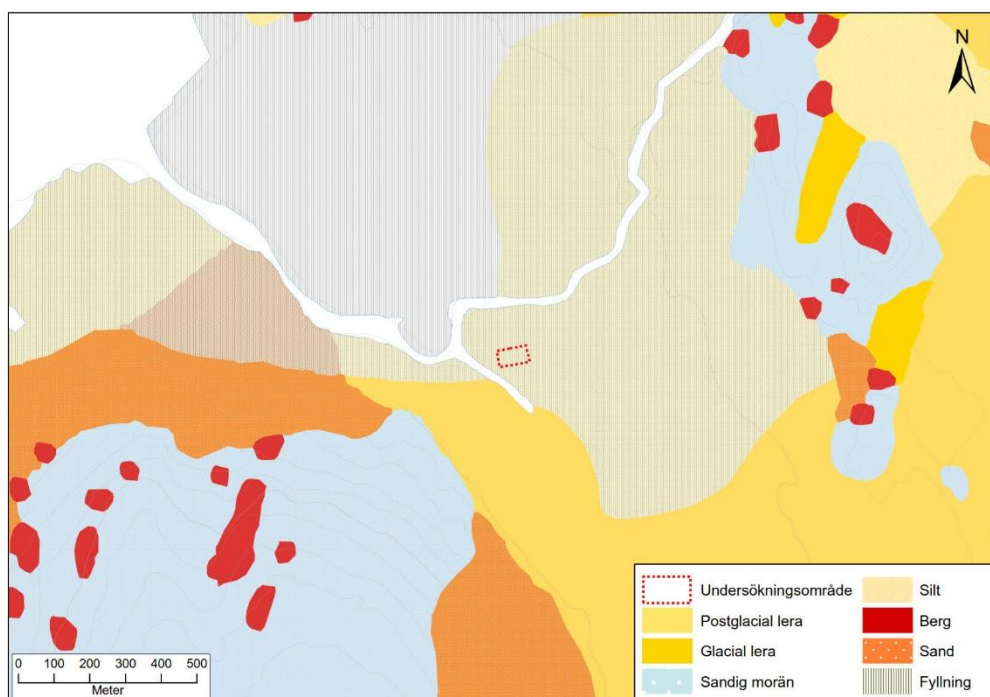 N
Undersökningsområde
Postglacial lera
Glacial lera
Sandig morän
Silt
Berg
Sand
Fyllning
0 100 200 300 400 500
Meter